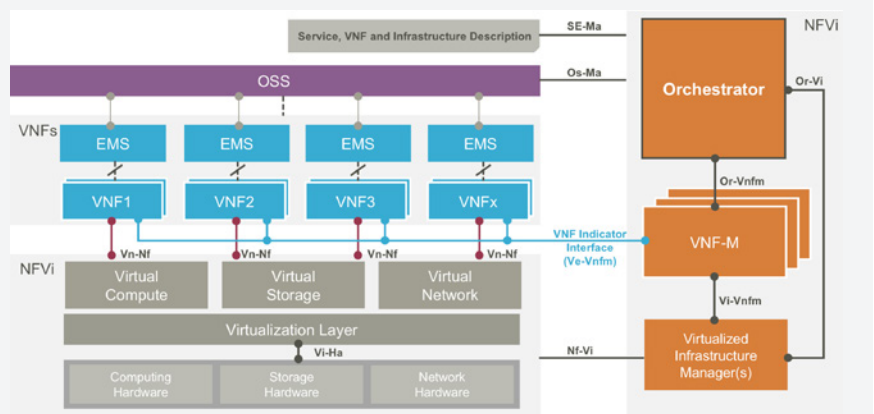 Service, VNF and Infrastructure Description
SE-Ma
NFVi
OSS
Os-Ma
Orchestrator
Or-Vi
VNFs
EMS
EMS
EMS
EMS
Or-Vnfm
VNF1
VNF2
VNF3
VNFx
VNF Indicator
Interface
(Ve-Vnfm)
VNF-M
Vn-Nf
Vn-Nf
Vn-Nf
Vn-Nf
NFVi
Virtual
Compute
Virtual
Storage
Virtual
Network
Vi-Vnfm
Virtualization Layer
Vi-Ha
Nf-Vi
Virtualized
Infrastructure
Manager(s)
Computing
Hardware
Storage
Hardware
Network
Hardware